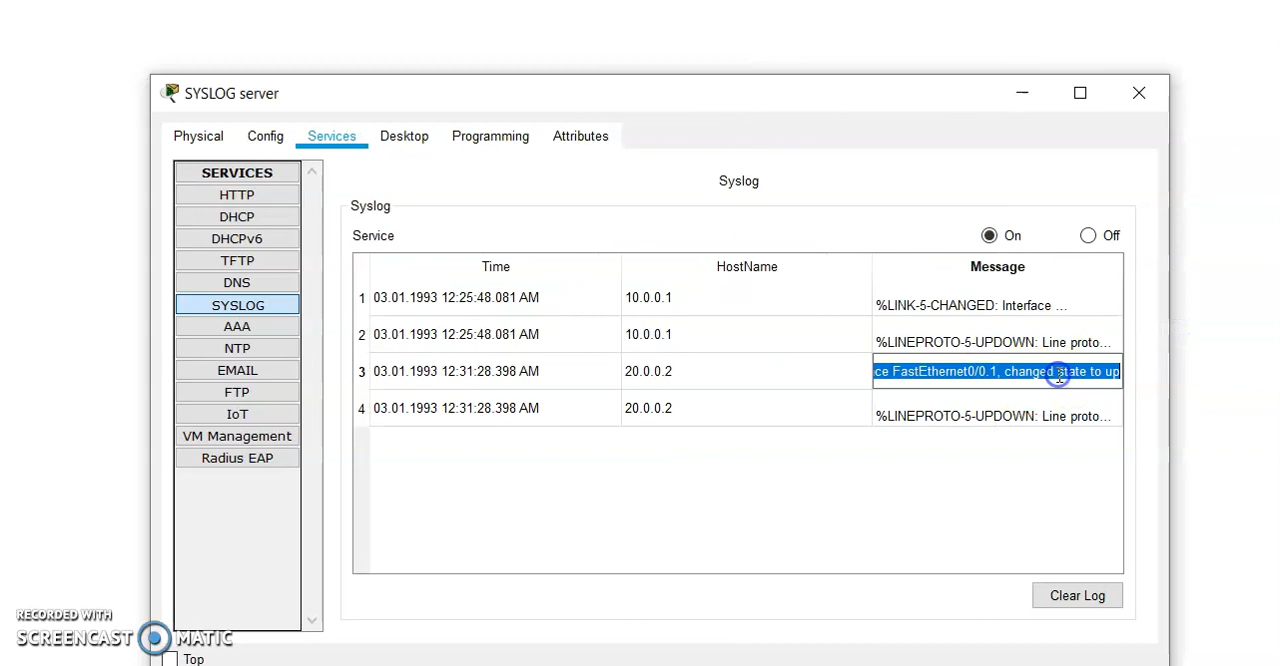 SYSLOG server
Physical Config Services Desktop Programming Attributes
SERVICES
HTTP
DHCP
DHCPv6
TFTP
DNS
SYSLOG
AAA
NTP
EMAIL
FTP
IoT
VM Management
Radius EAP
Syslog
Syslog
Service On Off
Time HostName Message
1 03.01.1993 12:25:48.081 AM 10.0.0.1 %LINK-5-CHANGED: Interface ...
2 03.01.1993 12:25:48.081 AM 10.0.0.1 %LINEPROTO-5-UPDOWN: Line proto...
3 03.01.1993 12:31:28.398 AM 20.0.0.2 ce FastEthernet0/0.1, changed state to up
4 03.01.1993 12:31:28.398 AM 20.0.0.2 %LINEPROTO-5-UPDOWN: Line proto...
Clear Log
Top
RECORDED WITH
SCREENCAST MATIC